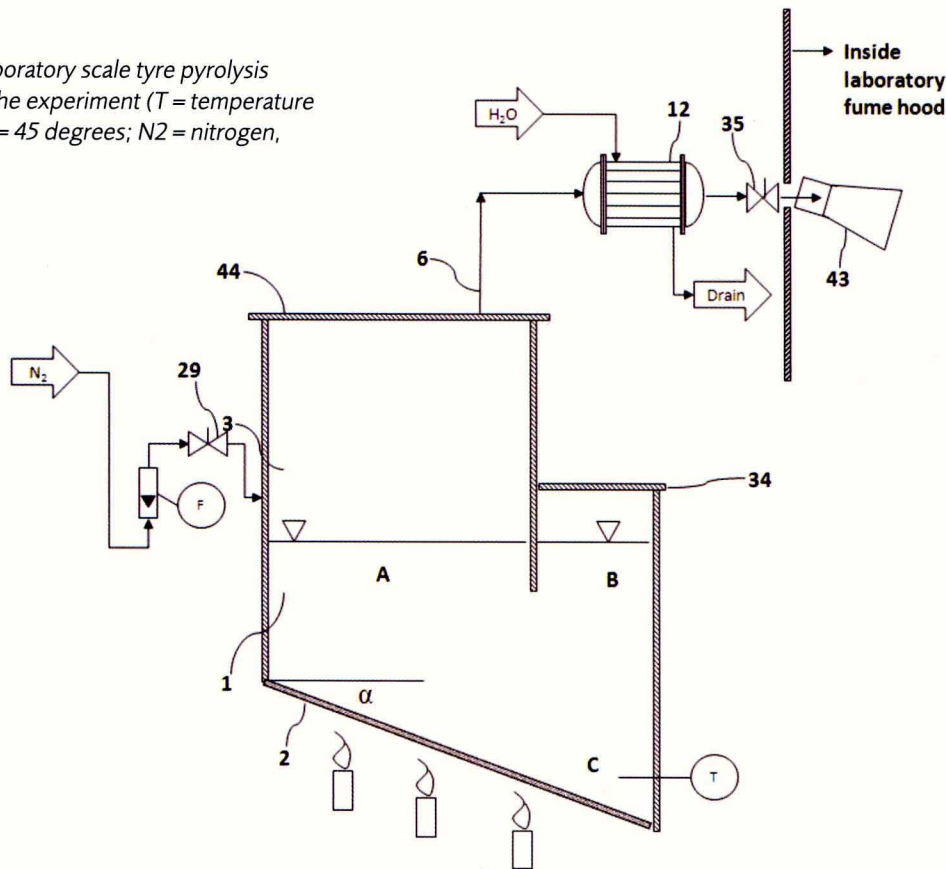 boratory scale tyre pyrolysis
he experiment (T = temperature
= 45 degrees; N2 = nitrogen,
Inside
laboratory
fume hood
H₂O
12
35
43
6
Drain
44
N₂
29
3
F
34
A
B
1
α
2
C
T